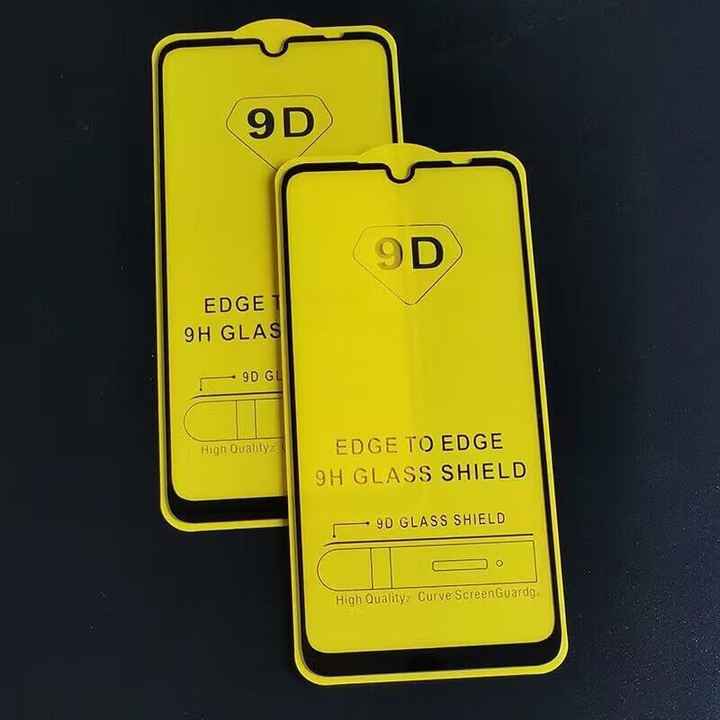 9D
EDGE T
9H GLAS
9D GL
High Qualityz
9D
EDGE TO EDGE
9H GLASS SHIELD
9D GLASS SHIELD
High Qualityz Curve ScreenGuardg.